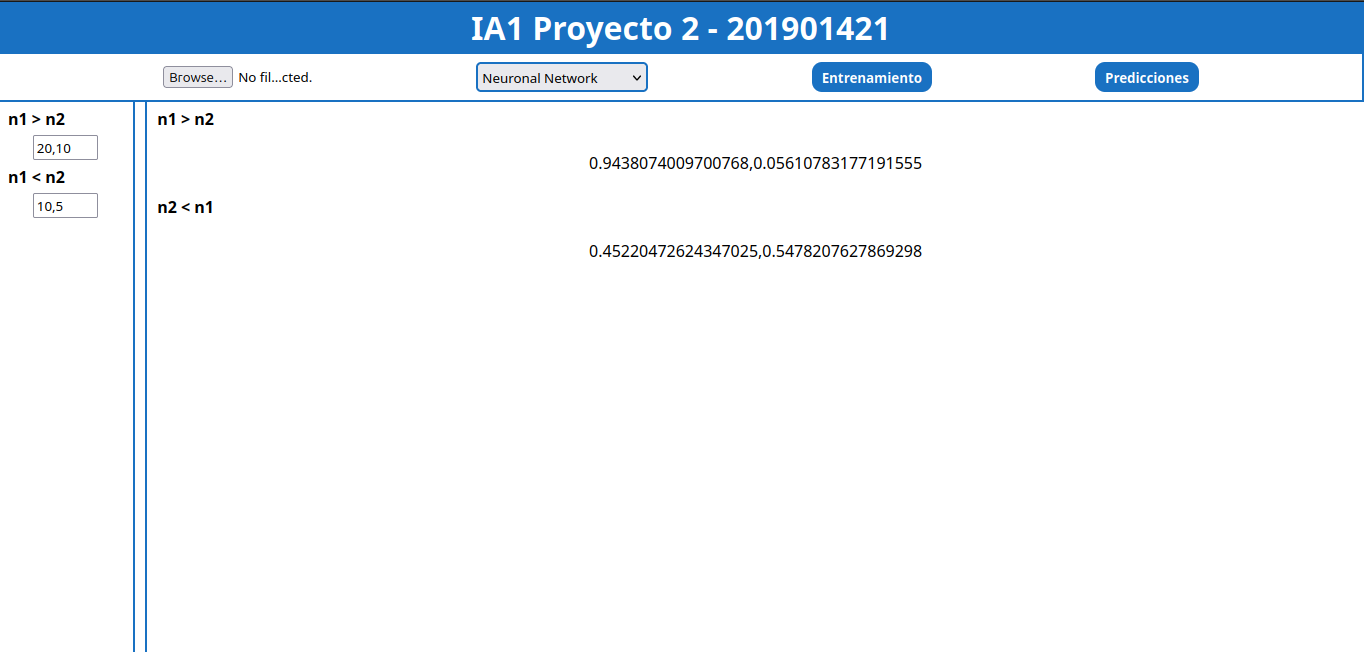 IA1 Proyecto 2 - 201901421
Browse... No fil...cted. Neuronal Network Entrenamiento Predicciones
n1 > n2
20,10
n1 < n2
10,5
n1 > n2
0.9438074009700768,0.05610783177191555
n2 < n1
0.45220472624347025,0.5478207627869298